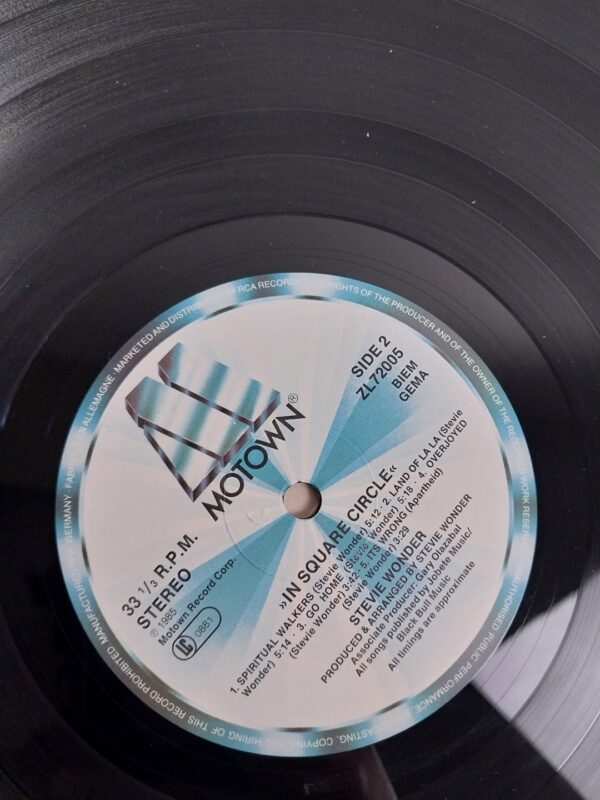 MOTOWN®
SIDE 2
ZL72005
BIEM
GEMA
33 1/3 R.P.M.
STEREO
℗ 1985
Motown Record Corp.
LC 0881
»IN SQUARE CIRCLE«
1. SPIRITUAL WALKERS (Stevie Wonder) 5:12 · 2. LAND OF LA LA (Stevie
Wonder) 5:14 · 3. GO HOME (Stevie Wonder) 5:18 · 4. OVERJOYED
(Stevie Wonder) 3:42 · 5. ITS WRONG (Apartheid)
(Stevie Wonder) 3:29
STEVIE WONDER
PRODUCED & ARRANGED BY STEVIE WONDER
Associate Producer: Gary Olazabal
All songs published by Jobete Music/
Black Bull Music
All timings are approximate
ALLEMAGNE · MARKETED AND DISTRIBUTED BY RCA RECORD RIGHTS OF THE PRODUCER AND OF THE OWNER OF THE RECORDED WORK RESERVED PUBLIC PERFORMANCE, COPYING, AND HIRING OF THIS RECORD PROHIBITED MANUFACTURED GERMANY